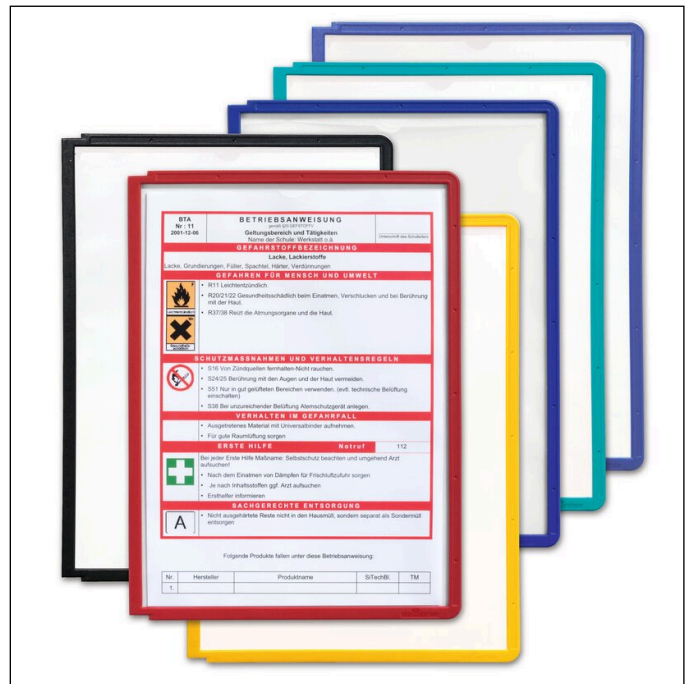 BTA
Nr : 11
2001-12-06
BETRIEBSANWEISUNG
gemäß §20 GEFSTOFFV
Geltungsbereich und Tätigkeiten
Name der Schule: Werkstatt o.ä.
Unterschrift des Schulleiters
GEFAHRSTOFFBEZEICHNUNG
Lacke, Lackierstoffe
Lacke, Grundierungen, Füller, Spachtel, Härter, Verdünnungen
GEFAHREN FÜR MENSCH UND UMWELT
F
Leichtentzündlich
Xn
• R11 Leichtentzündlich.
• R20/21/22 Gesundheitsschädlich beim Einatmen, Verschlucken und bei Berührung
mit der Haut.
• R37/38 Reizt die Atmungsorgane und die Haut.
SCHUTZMASSNAHMEN UND VERHALTENSREGELN
• S16 Von Zündquellen fernhalten-Nicht rauchen.
• S24/25 Berührung mit den Augen und der Haut vermeiden.
• S51 Nur in gut gelüfteten Bereichen verwenden. (evtl. technische Belüftung
einschalten)
• S38 Bei unzureichender Belüftung Atemschutzgerät anlegen.
VERHALTEN IM GEFAHRFALL
• Ausgetretenes Material mit Universalbinder aufnehmen.
• Für gute Raumlüftung sorgen
ERSTE HILFE Notruf 112
Bei jeder Erste Hilfe Maßname: Selbstschutz beachten und umgehend Arzt
aufsuchen!
• Nach dem Einatmen von Dämpfen für Frischluftzufuhr sorgen
• Je nach Inhaltsstoffen ggf. Arzt aufsuchen
• Ersthelfer informieren
SACHGERECHTE ENTSORGUNG
A
• Nicht ausgehärtete Reste nicht in den Hausmüll, sondern separat als Sondermüll
entsorgen
Folgende Produkte fallen unter diese Betriebsanweisung:
Nr. Hersteller Produktname SiTechBl. TM
1.